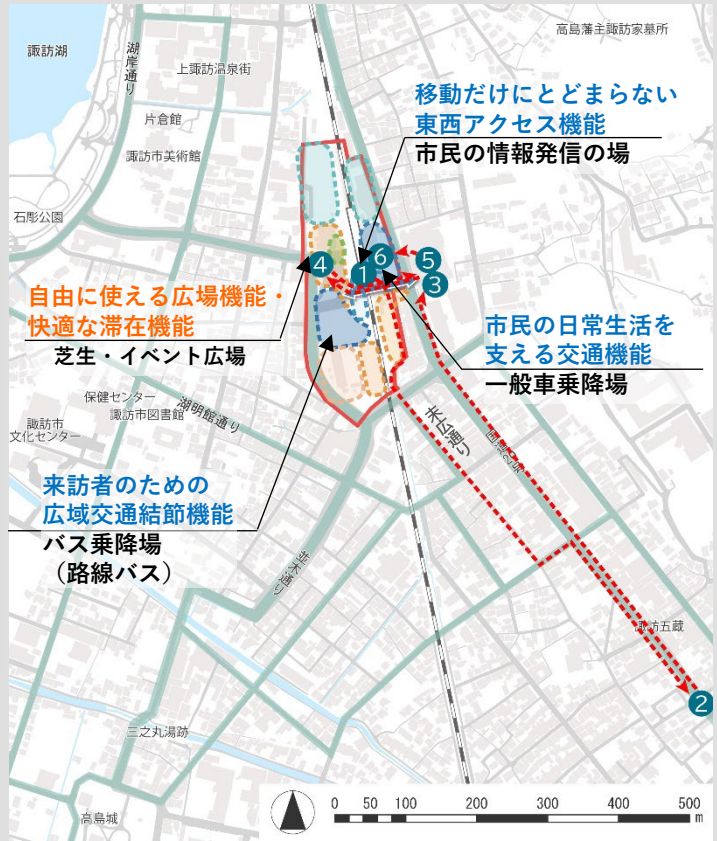 諏訪湖
湖岸通り
上諏訪温泉街
高島藩主諏訪家墓所
片倉館
諏訪市美術館
石彫公園
移動だけにとどまらない
東西アクセス機能
市民の情報発信の場
4
1
6
5
3
自由に使える広場機能・
快適な滞在機能
芝生・イベント広場
市民の日常生活を
支える交通機能
一般車乗降場
保健センター
諏訪市図書館
湖明館通り
諏訪市
文化センター
末広通り
来訪者のための
広域交通結節機能
バス乗降場
（路線バス）
並木通り
諏訪五蔵
2
三之丸湯跡
高島城
0 50 100 200 300 400 500
m